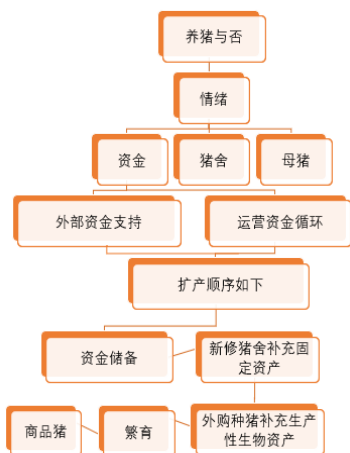 养猪与否
情绪
资金
猪舍
母猪
外部资金支持
运营资金循环
扩产顺序如下
资金储备
新修猪舍补充固
定资产
商品猪
繁育
外购种猪补充生产
性生物资产